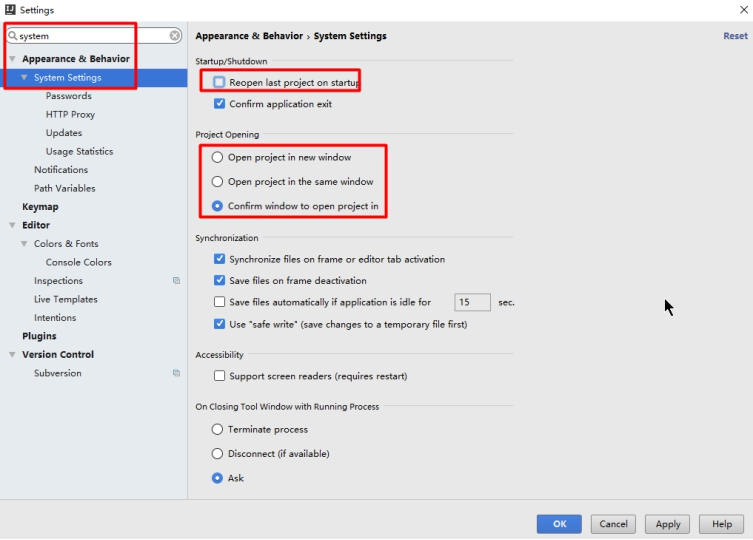 Settings
system
Appearance & Behavior
System Settings
Passwords
HTTP Proxy
Updates
Usage Statistics
Notifications
Path Variables
Keymap
Editor
Colors & Fonts
Console Colors
Inspections
Live Templates
Intentions
Plugins
Version Control
Subversion
Appearance & Behavior › System Settings
Reset
Startup/Shutdown
Reopen last project on startup
Confirm application exit
Project Opening
Open project in new window
Open project in the same window
Confirm window to open project in
Synchronization
Synchronize files on frame or editor tab activation
Save files on frame deactivation
Save files automatically if application is idle for 15 sec.
Use "safe write" (save changes to a temporary file first)
Accessibility
Support screen readers (requires restart)
On Closing Tool Window with Running Process
Terminate process
Disconnect (if available)
Ask
OK Cancel Apply Help